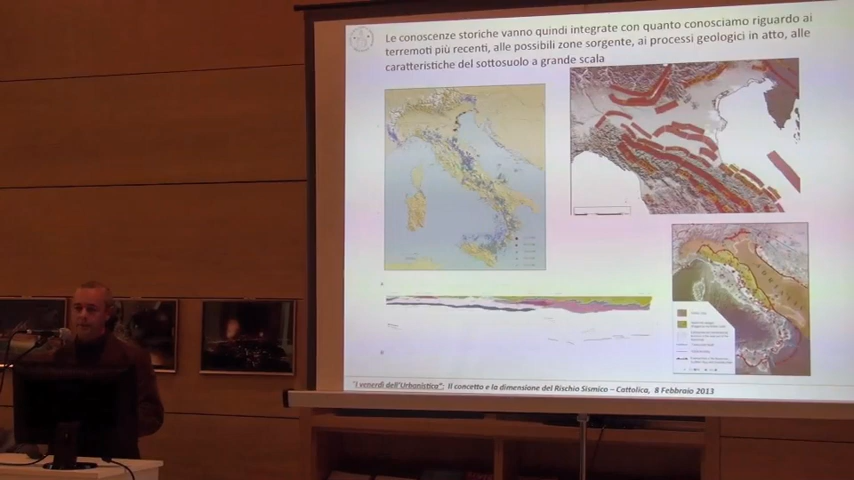 Le conoscenze storiche vanno quindi integrate con quanto conosciamo riguardo ai
terremoti più recenti, alle possibili zone sorgente, ai processi geologici in atto, alle
caratteristiche del sottosuolo a grande scala
"I venerdì dell'Urbanistica": Il concetto e la dimensione del Rischio Sismico – Cattolica, 8 Febbraio 2013